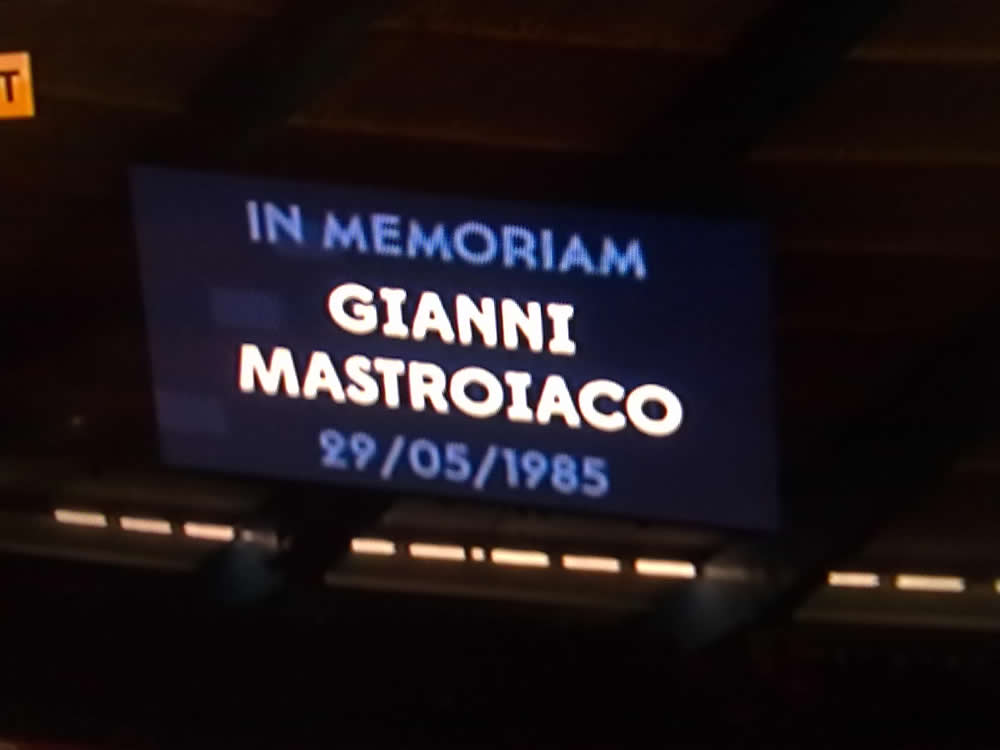 T
IN MEMORIAM
GIANNI
MASTROIACO
29/05/1985